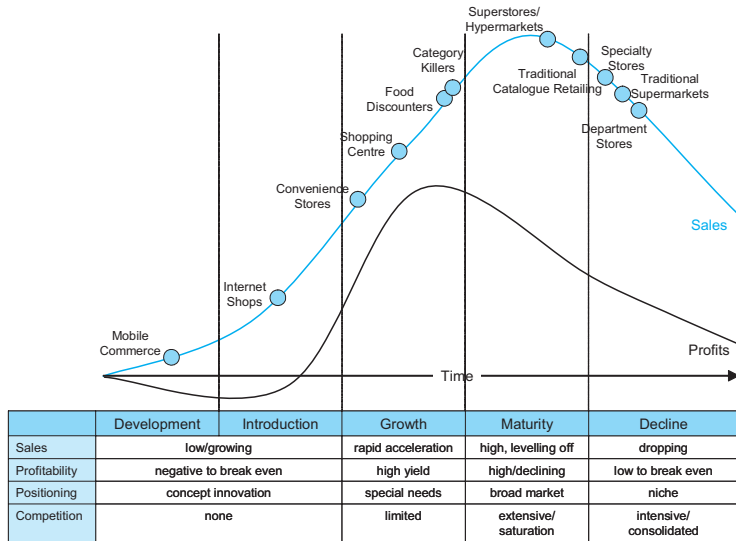 Superstores/
Hypermarkets
Category
Killers
Specialty
Stores
Food
Discounters
Traditional
Catalogue Retailing
Traditional
Supermarkets
Department
Stores
Shopping
Centre
Convenience
Stores
Sales
Internet
Shops
Mobile
Commerce
Profits
Time
Development Introduction Growth Maturity Decline
Sales low/growing rapid acceleration high, levelling off dropping
Profitability negative to break even high yield high/declining low to break even
Positioning concept innovation special needs broad market niche
Competition none limited extensive/ intensive/
saturation consolidated